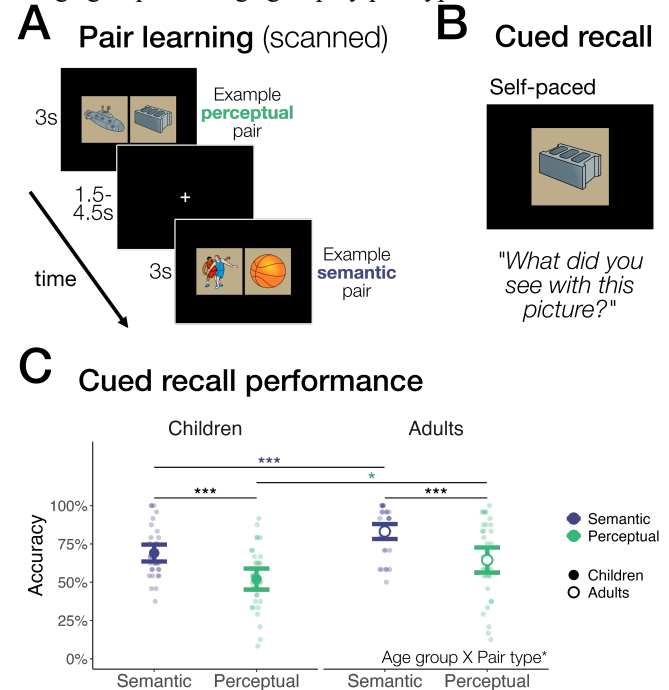 A
Pair learning (scanned)
3s
Example
perceptual
pair
1.5-
4.5s
+
3s
Example
semantic
pair
time
B
Cued recall
Self-paced
"What did you
see with this
picture?"
C
Cued recall performance
Children
Adults
***
*
***
***
Accuracy
100%
75%
50%
25%
0%
Semantic
Perceptual
Semantic
Perceptual
Age group X Pair type*
Semantic
Perceptual
Children
Adults